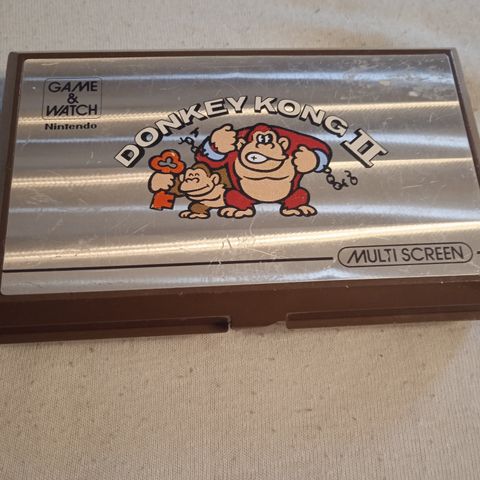 GAME
&
WATCH
Nintendo
DONKEY KONG II
MULTI SCREEN